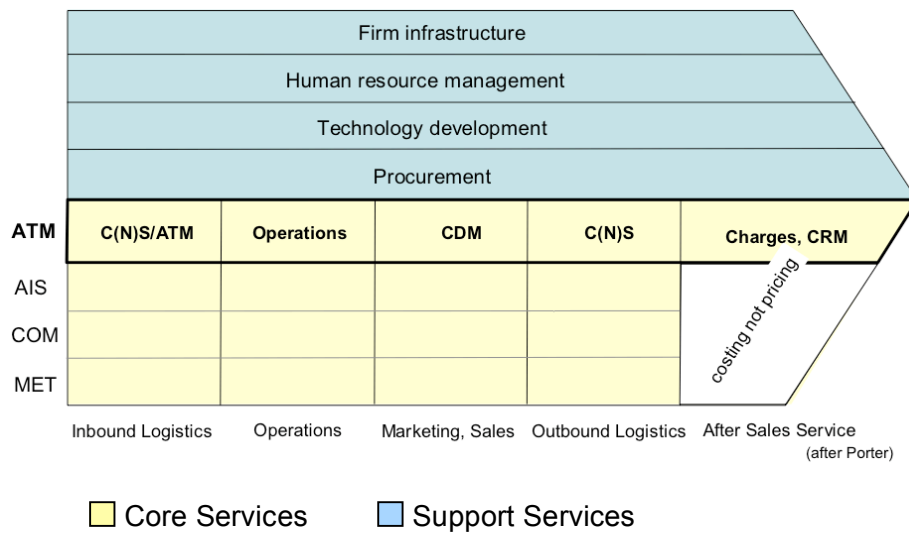 Firm infrastructure
Human resource management
Technology development
Procurement
ATM C(N)S/ATM Operations CDM C(N)S Charges, CRM
AIS
COM
MET
costing not pricing
Inbound Logistics Operations Marketing, Sales Outbound Logistics After Sales Service
(after Porter)
Core Services Support Services